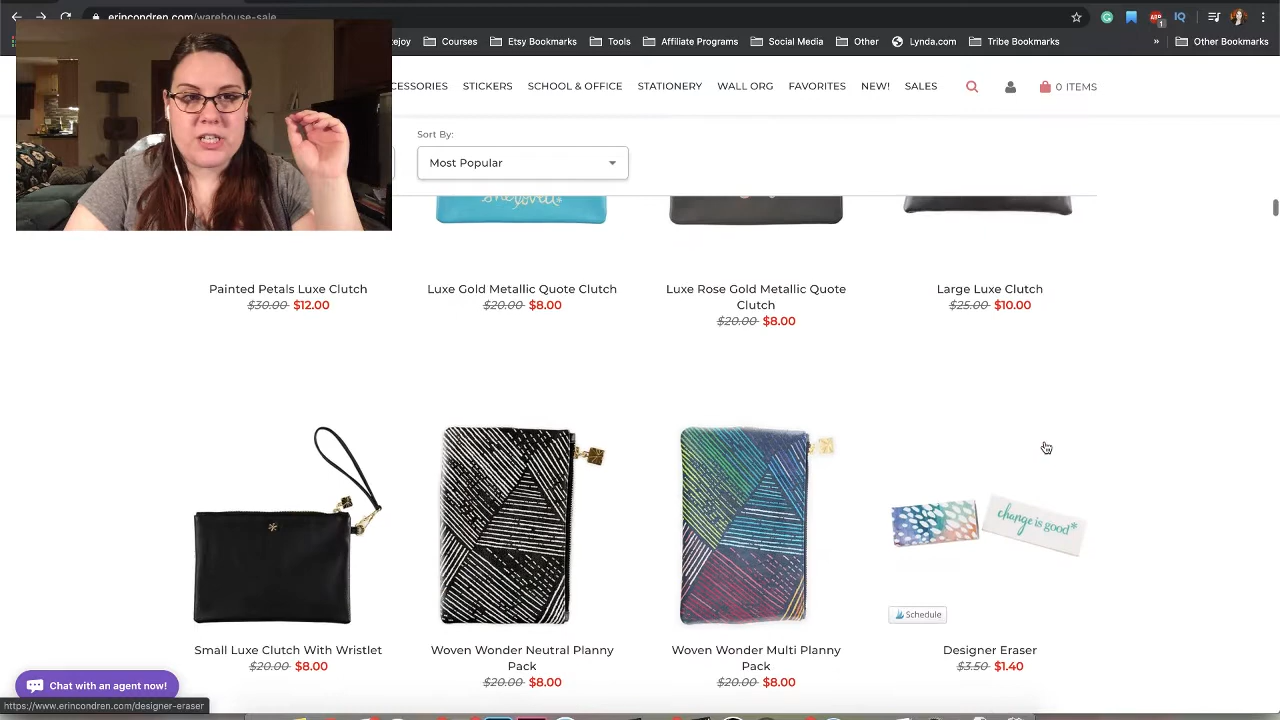 erincondren.com/warehouse-sale
Courses
Etsy Bookmarks
Tools
Affiliate Programs
Social Media
Other
Lynda.com
Tribe Bookmarks
»
Other Bookmarks
STICKERS
SCHOOL & OFFICE
STATIONERY
WALL ORG
FAVORITES
NEW!
SALES
0 ITEMS
Sort By:
Most Popular
Painted Petals Luxe Clutch
$30.00 $12.00
Luxe Gold Metallic Quote Clutch
$20.00 $8.00
Luxe Rose Gold Metallic Quote
Clutch
$20.00 $8.00
Large Luxe Clutch
$25.00 $10.00
change is good*
Schedule
Small Luxe Clutch With Wristlet
$20.00 $8.00
Woven Wonder Neutral Planny
Pack
$20.00 $8.00
Woven Wonder Multi Planny
Pack
$20.00 $8.00
Designer Eraser
$3.50 $1.40
Chat with an agent now!
https://www.erincondren.com/designer-eraser